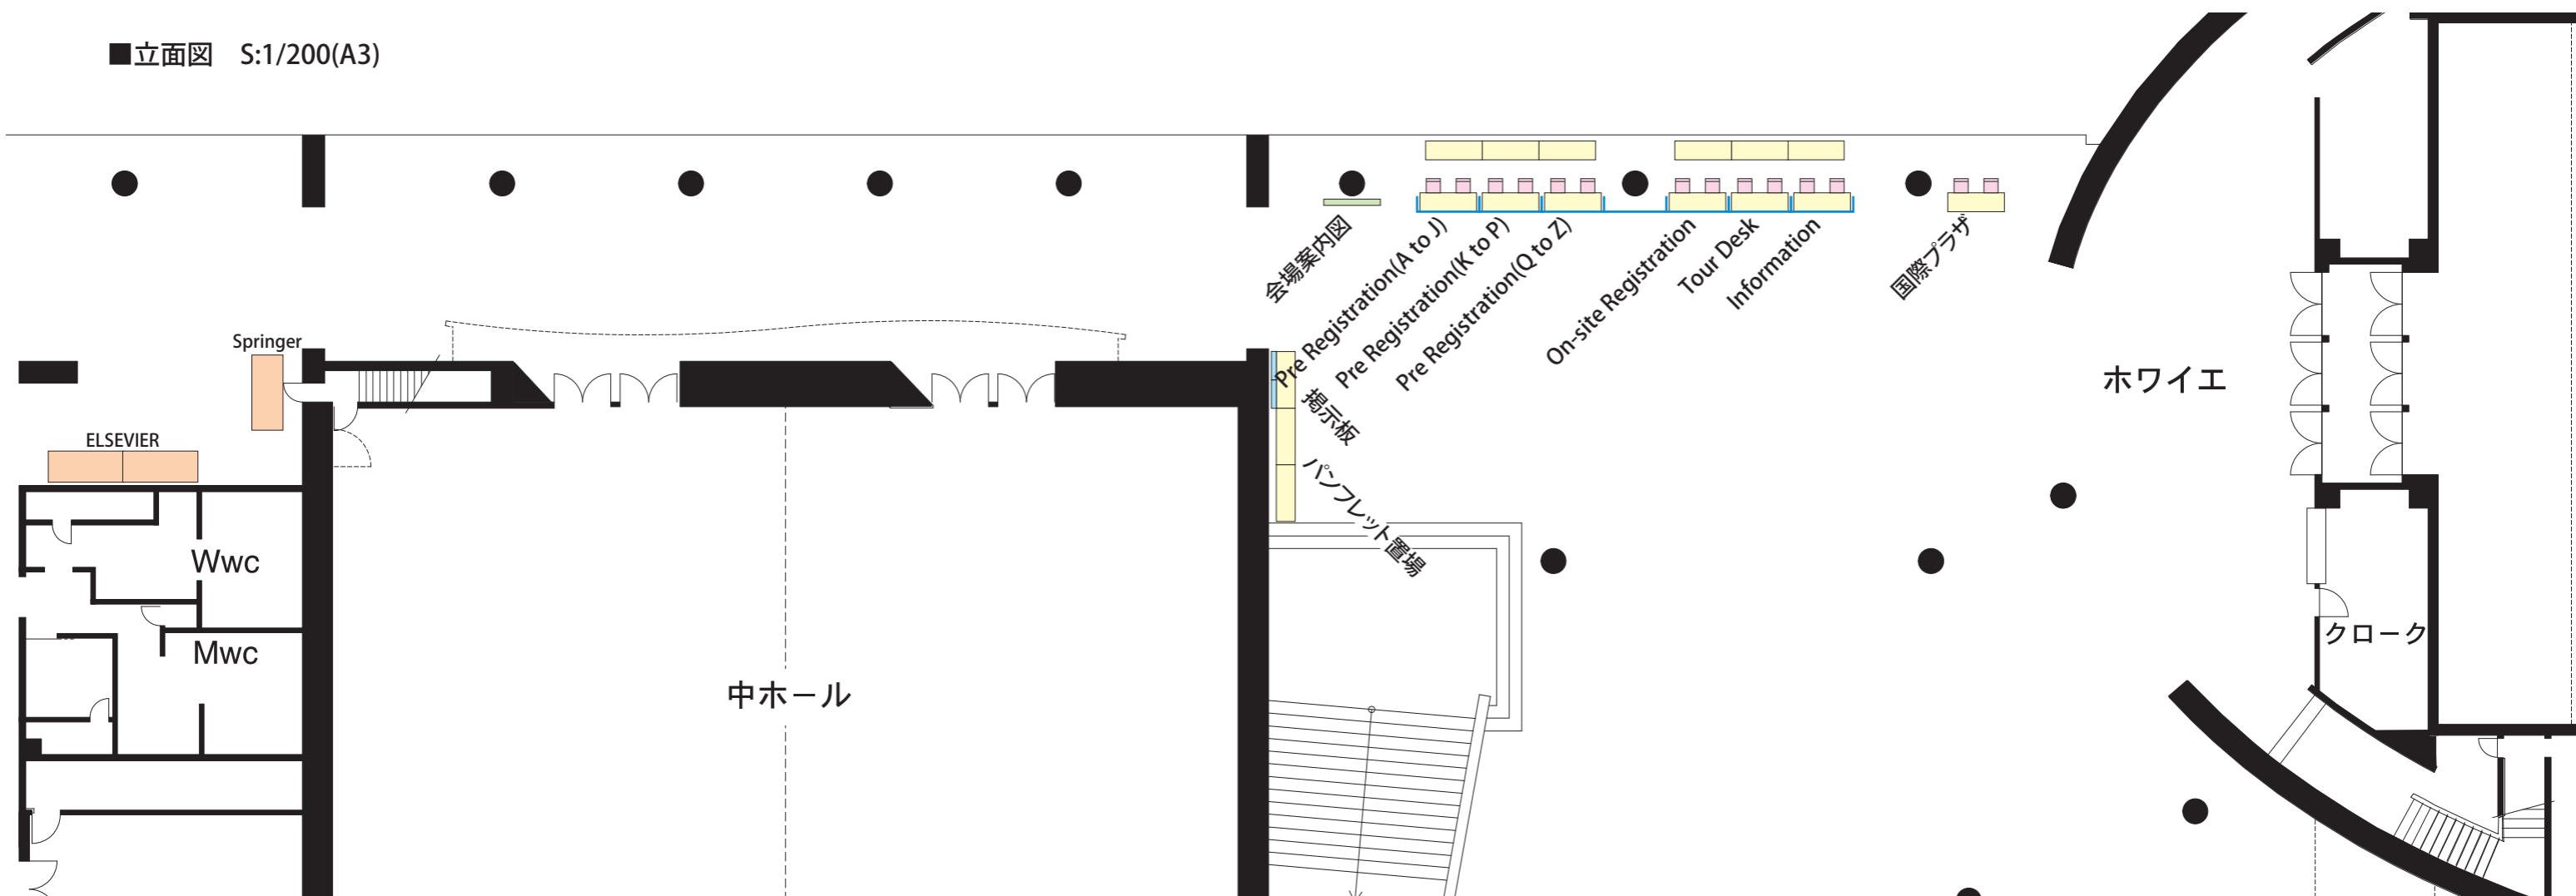 ■立面図　S:1/200(A3)
会場案内図
Pre Registration(A to J)
Pre Registration(K to P)
Pre Registration(Q to Z)
On-site Registration
Tour Desk
Information
国際プラザ
Springer
掲示板
ホワイエ
ELSEVIER
パンフレット置場
Wwc
Mwc
クローク
中ホール